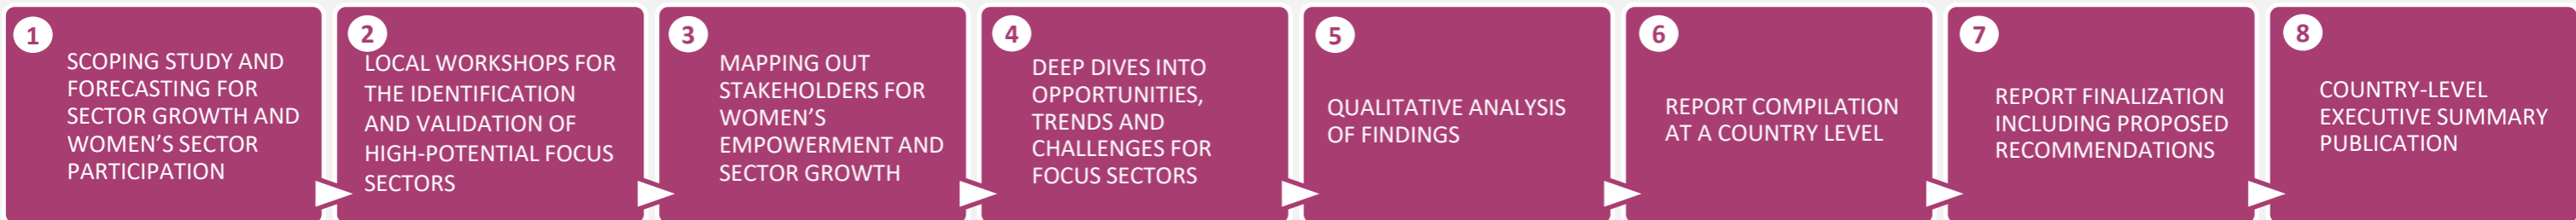 1
SCOPING STUDY AND
FORECASTING FOR
SECTOR GROWTH AND
WOMEN'S SECTOR
PARTICIPATION
2
LOCAL WORKSHOPS FOR
THE IDENTIFICATION
AND VALIDATION OF
HIGH-POTENTIAL FOCUS
SECTORS
3
MAPPING OUT
STAKEHOLDERS FOR
WOMEN'S
EMPOWERMENT AND
SECTOR GROWTH
4
DEEP DIVES INTO
OPPORTUNITIES,
TRENDS AND
CHALLENGES FOR
FOCUS SECTORS
5
QUALITATIVE ANALYSIS
OF FINDINGS
6
REPORT COMPILATION
AT A COUNTRY LEVEL
7
REPORT FINALIZATION
INCLUDING PROPOSED
RECOMMENDATIONS
8
COUNTRY-LEVEL
EXECUTIVE SUMMARY
PUBLICATION